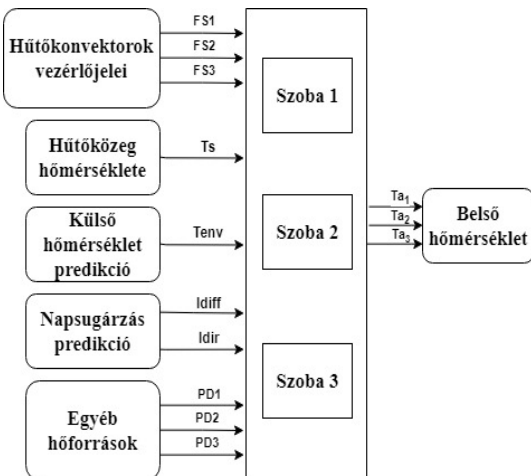 Hűtőkonvektorok
vezérlőjelei
FS1
FS2
FS3
Hűtőközeg
hőmérséklete
Ts
Külső
hőmérséklet
predikció
Tenv
Napsugárzás
predikció
Idiff
Idir
Egyéb
hőforrások
PD1
PD2
PD3
Szoba 1
Szoba 2
Szoba 3
Ta1
Ta2
Ta3
Belső
hőmérséklet